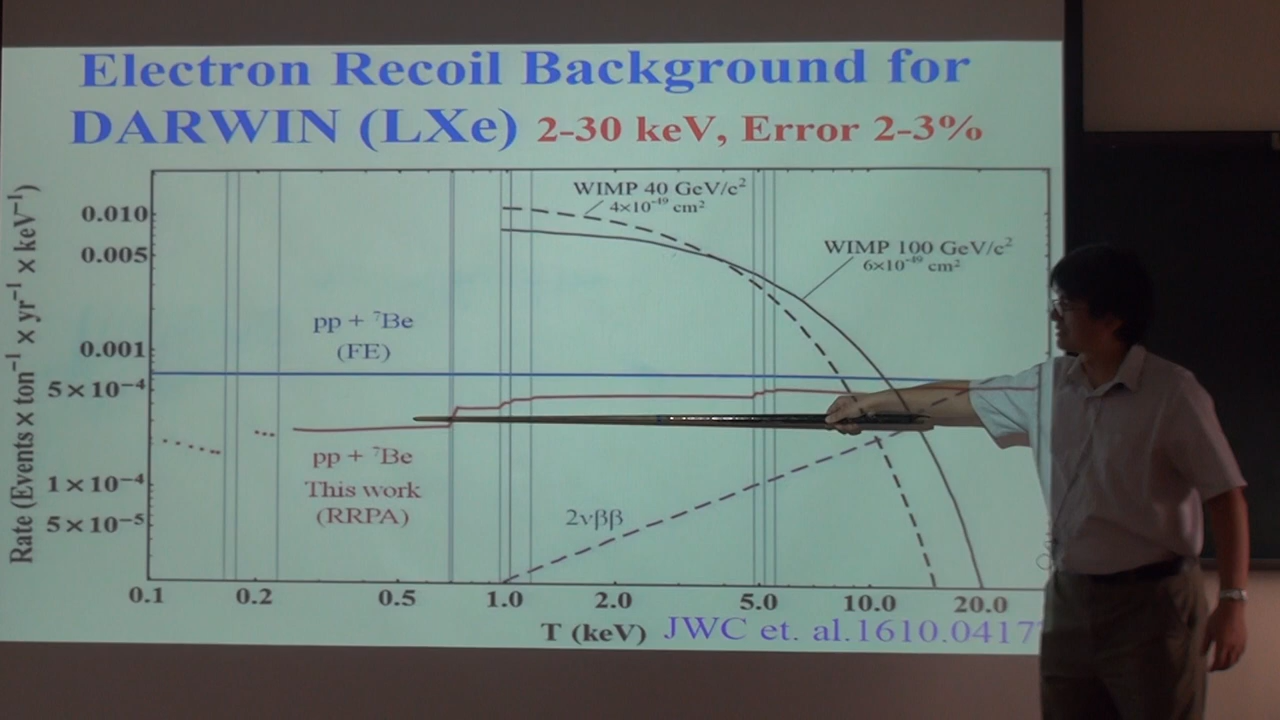 Electron Recoil Background for
DARWIN (LXe) 2-30 keV, Error 2-3%
Rate (Events × ton⁻¹ × yr⁻¹ × keV⁻¹)
0.010
0.005
0.001
5×10⁻⁴
1×10⁻⁴
5×10⁻⁵
WIMP 40 GeV/c²
4×10⁻⁴⁹ cm²
WIMP 100 GeV/c²
6×10⁻⁴⁹ cm²
pp + ⁷Be
(FE)
pp + ⁷Be
This work
(RRPA)
2νββ
0.1 0.2 0.5 1.0 2.0 5.0 10.0 20.0
T (keV) JWC et. al.1610.0417